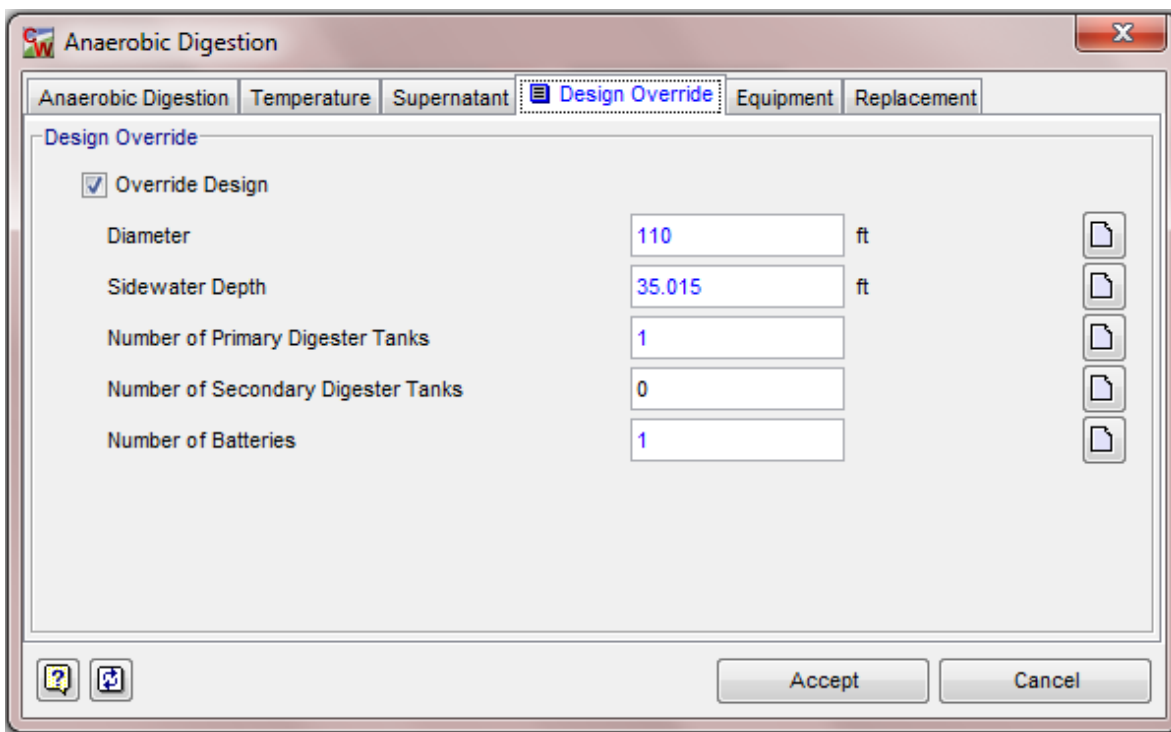 CW Anaerobic Digestion X
Anaerobic Digestion Temperature Supernatant Design Override Equipment Replacement
Design Override
Override Design
Diameter 110 ft
Sidewater Depth 35.015 ft
Number of Primary Digester Tanks 1
Number of Secondary Digester Tanks 0
Number of Batteries 1
? Accept Cancel